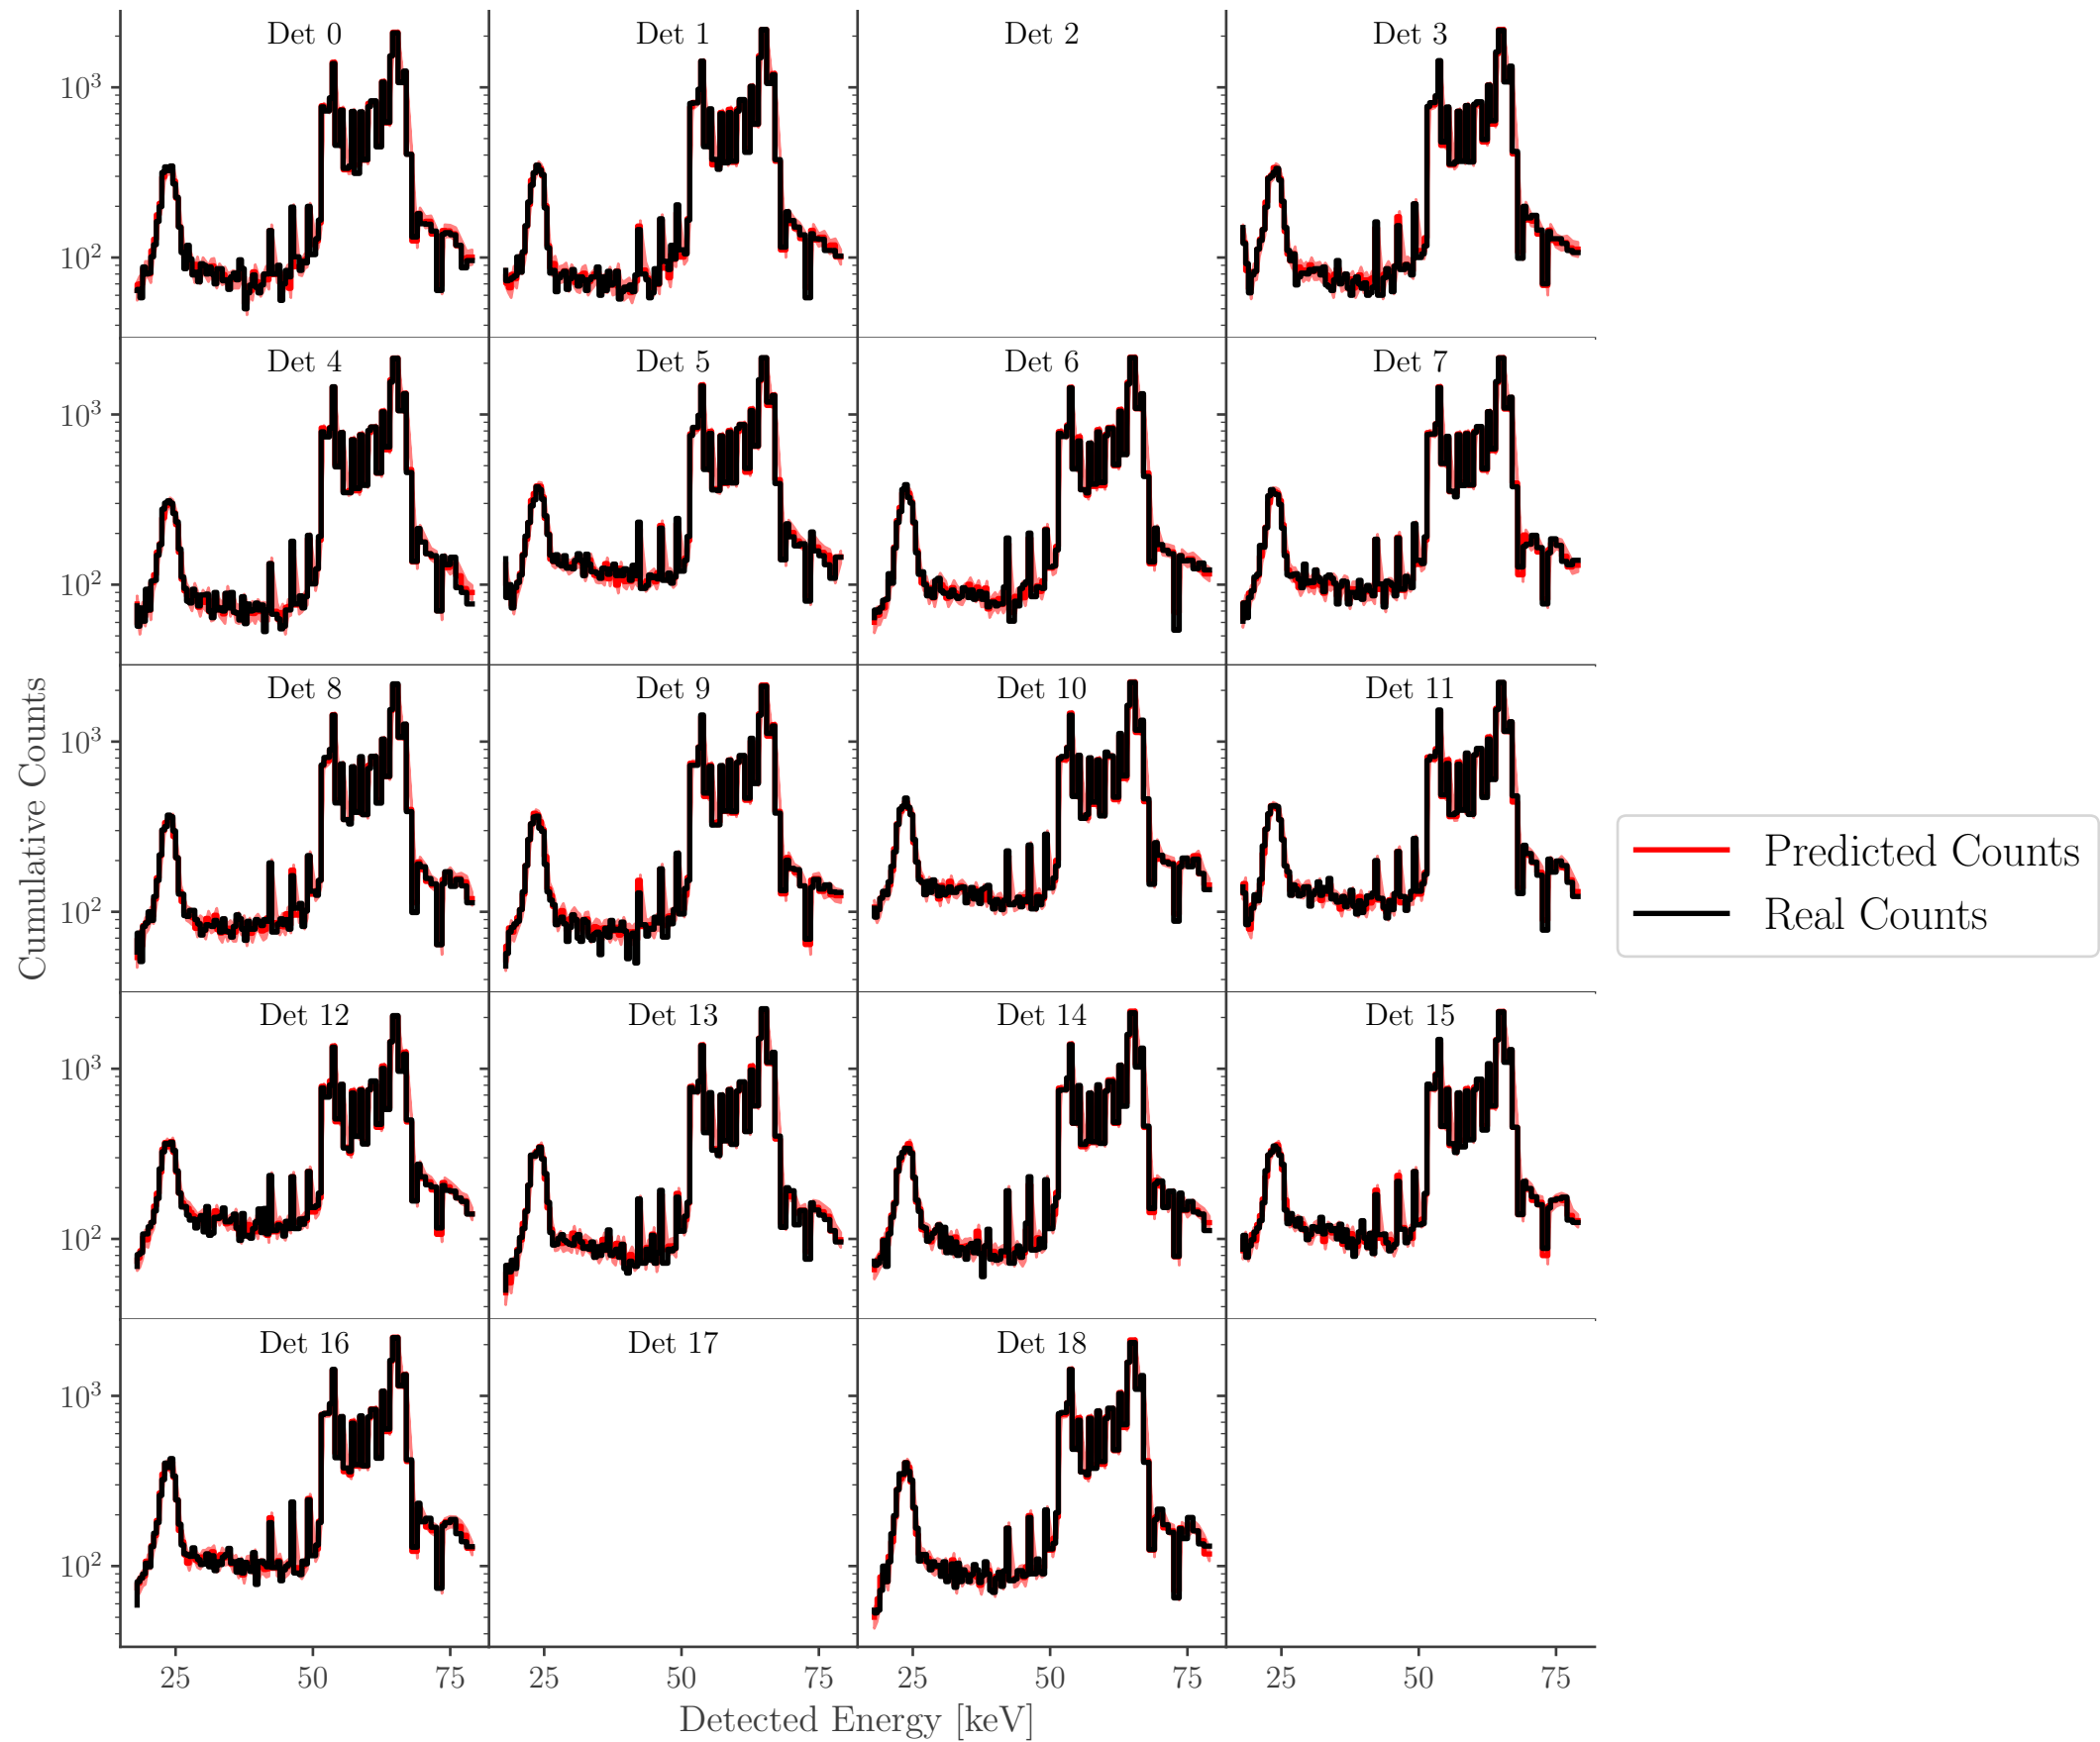 Det 0
Det 1
Det 2
Det 3
10³
10²
Det 4
Det 5
Det 6
Det 7
10³
10²
Det 8
Det 9
Det 10
Det 11
10³
10²
Cumulative Counts
Predicted Counts
Real Counts
Det 12
Det 13
Det 14
Det 15
10³
10²
Det 16
Det 17
Det 18
10³
10²
25 50 75 25 50 75 25 50 75 25 50 75
Detected Energy [keV]